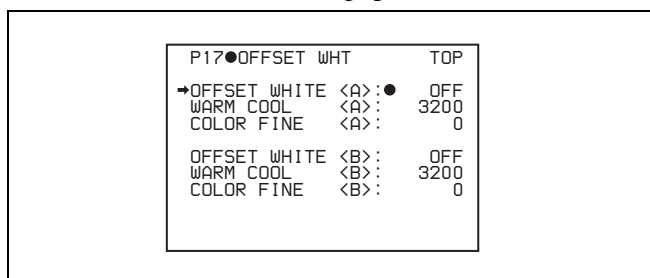 P17●OFFSET WHT TOP
➡OFFSET WHITE <A>:● OFF
WARM COOL <A>: 3200
COLOR FINE <A>: 0
OFFSET WHITE <B>: OFF
WARM COOL <B>: 3200
COLOR FINE <B>: 0